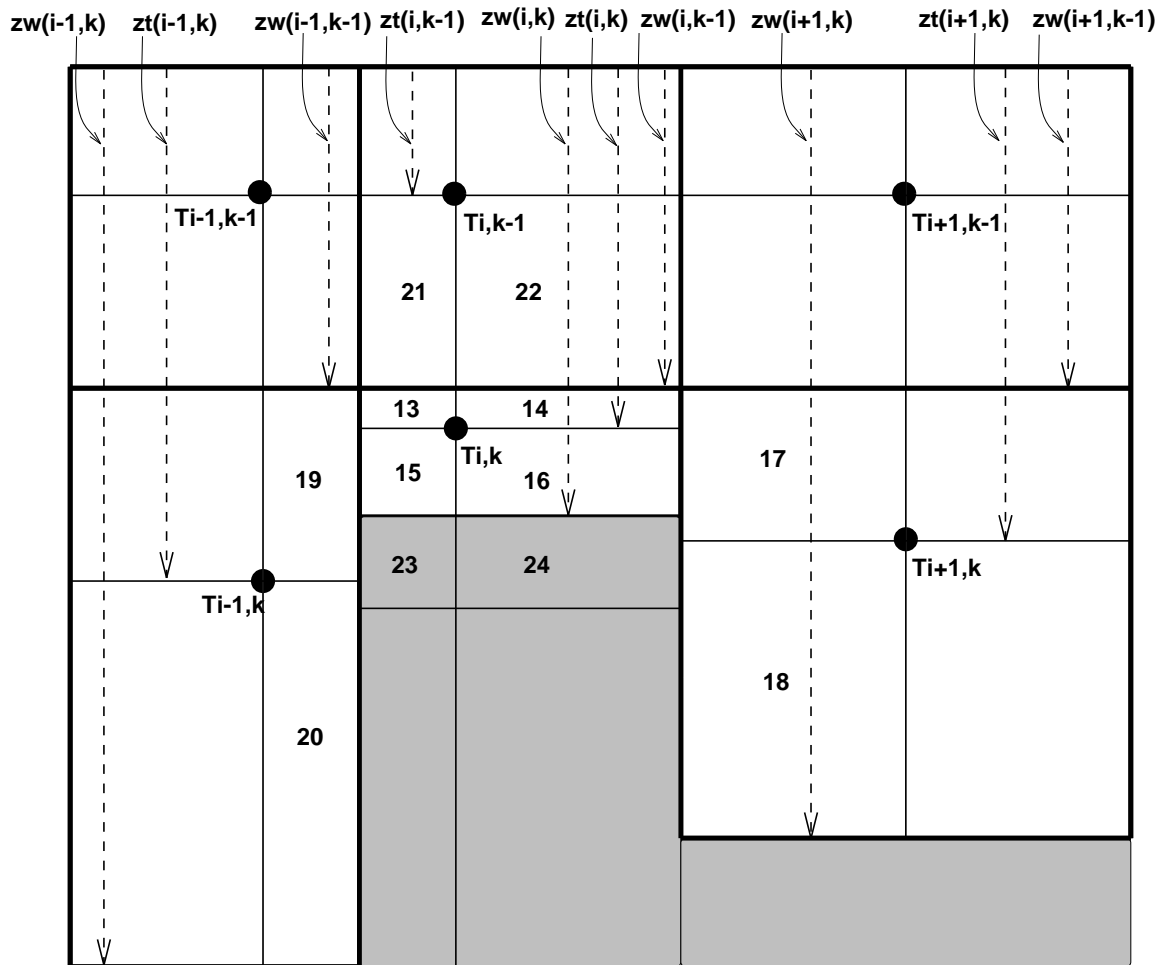 zw(i-1,k) zt(i-1,k) zw(i-1,k-1) zt(i,k-1) zw(i,k) zt(i,k) zw(i,k-1) zw(i+1,k) zt(i+1,k) zw(i+1,k-1)
Ti-1,k-1 Ti,k-1 Ti+1,k-1
21 22
13 14
Ti,k
19 15 16 17
23 24
Ti-1,k Ti+1,k
20 18